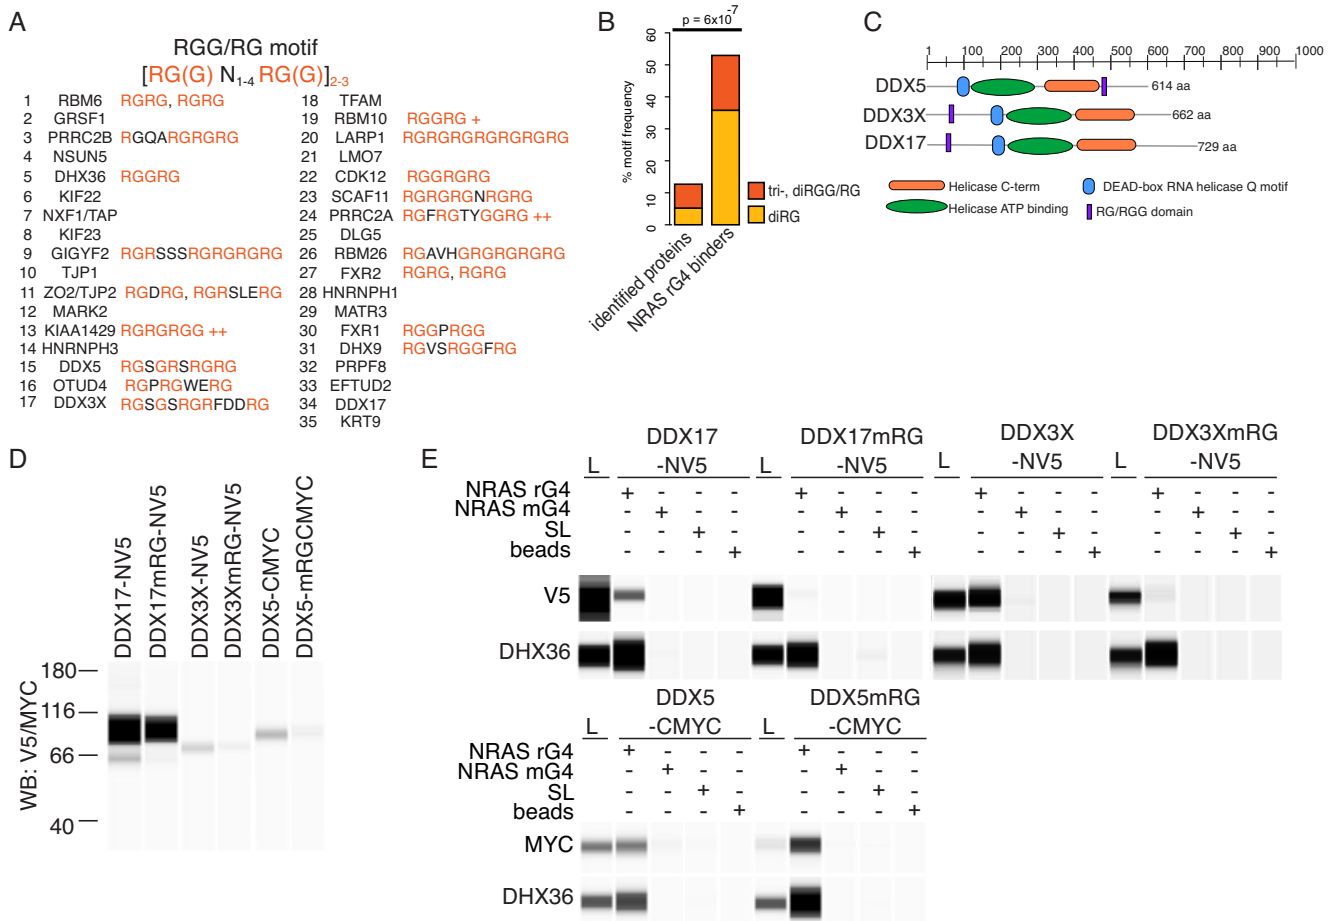 A
RGG/RG motif
[RG(G) N1-4 RG(G)]2-3
1 RBM6 RGRG, RGRG
2 GRSF1
3 PRRC2B RGQARGRGRG
4 NSUN5
5 DHX36 RGGRG
6 KIF22
7 NXF1/TAP
8 KIF23
9 GIGYF2 RGRSSSRGRGRGRG
10 TJP1
11 ZO2/TJP2 RGDRG, RGRSLERG
12 MARK2
13 KIAA1429 RGRGRGG ++
14 HNRNPH3
15 DDX5 RGSGRSRGRG
16 OTUD4 RGPRGWERG
17 DDX3X RGSGSRGRFDDRG
18 TFAM
19 RBM10 RGGRG +
20 LARP1 RGRGRGRGRGRGRG
21 LMO7
22 CDK12 RGGRGRG
23 SCAF11 RGRGRGNRGRG
24 PRRC2A RGFRGTYGGRG ++
25 DLG5
26 RBM26 RGAVHGRGRGRGRG
27 FXR2 RGRG, RGRG
28 HNRNPH1
29 MATR3
30 FXR1 RGGPRGG
31 DHX9 RGVSRGGFRG
32 PRPF8
33 EFTUD2
34 DDX17
35 KRT9
B
p = 6x10-7
% motif frequency
0 10 20 30 40 50 60
identified proteins
NRAS rG4 binders
tri-, diRGG/RG
diRG
C
1 100 200 300 400 500 600 1000
DDX5 614 aa
DDX3X 662 aa
DDX17 729 aa
Helicase C-term
Helicase ATP binding
DEAD-box RNA helicase Q motif
RG/RGG domain
D
DDX17-NV5
DDX17mRG-NV5
DDX3X-NV5
DDX3XmRG-NV5
DDX5-CMYC
DDX5-mRGCMYC
WB: V5/MYC
180
116
66
40
E
DDX17 DDX17mRG DDX3X DDX3XmRG
L -NV5 L -NV5 L -NV5 L -NV5
NRAS rG4 + - - - + - - - + - - - + - - -
NRAS mG4 - + - - - + - - - + - - - + - -
SL - - + - - - + - - - + - - - + -
beads - - - + - - - + - - - + - - - +
V5
DHX36
DDX5 DDX5mRG
L -CMYC L -CMYC
NRAS rG4 + - - - + - - -
NRAS mG4 - + - - - + - -
SL - - + - - - + -
beads - - - + - - - +
MYC
DHX36